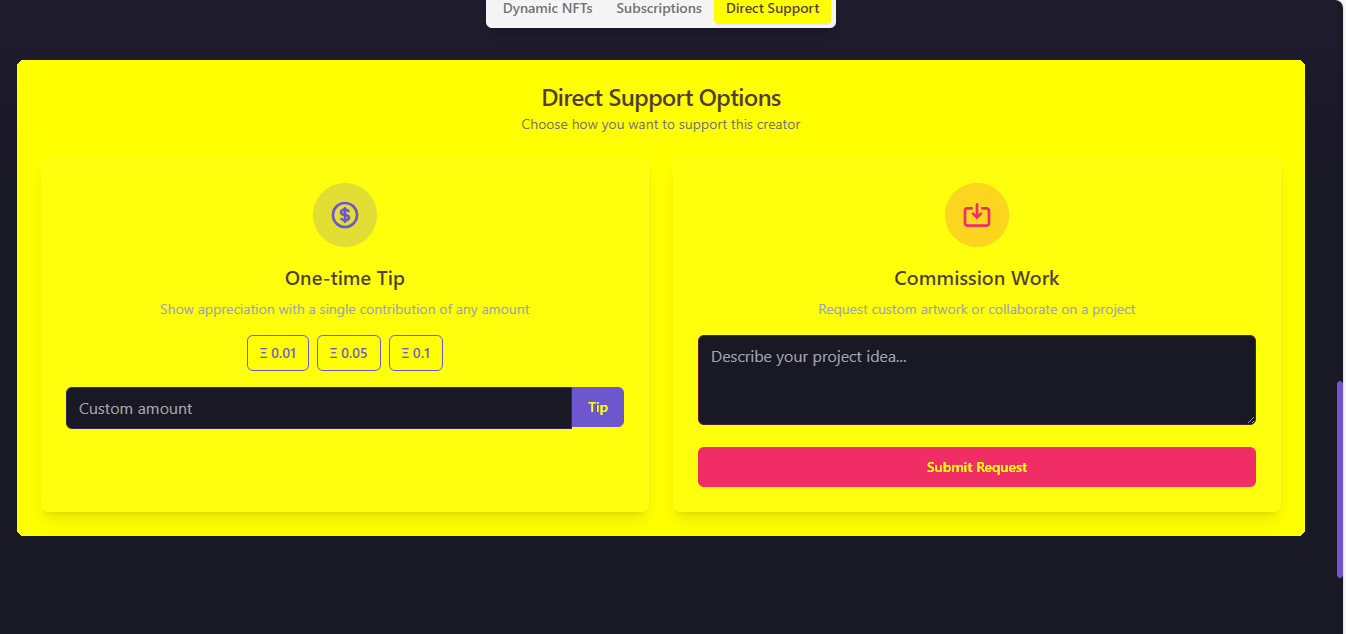 Dynamic NFTs Subscriptions Direct Support
Direct Support Options
Choose how you want to support this creator
One-time Tip
Show appreciation with a single contribution of any amount
Ξ 0.01 Ξ 0.05 Ξ 0.1
Custom amount Tip
Commission Work
Request custom artwork or collaborate on a project
Describe your project idea...
Submit Request